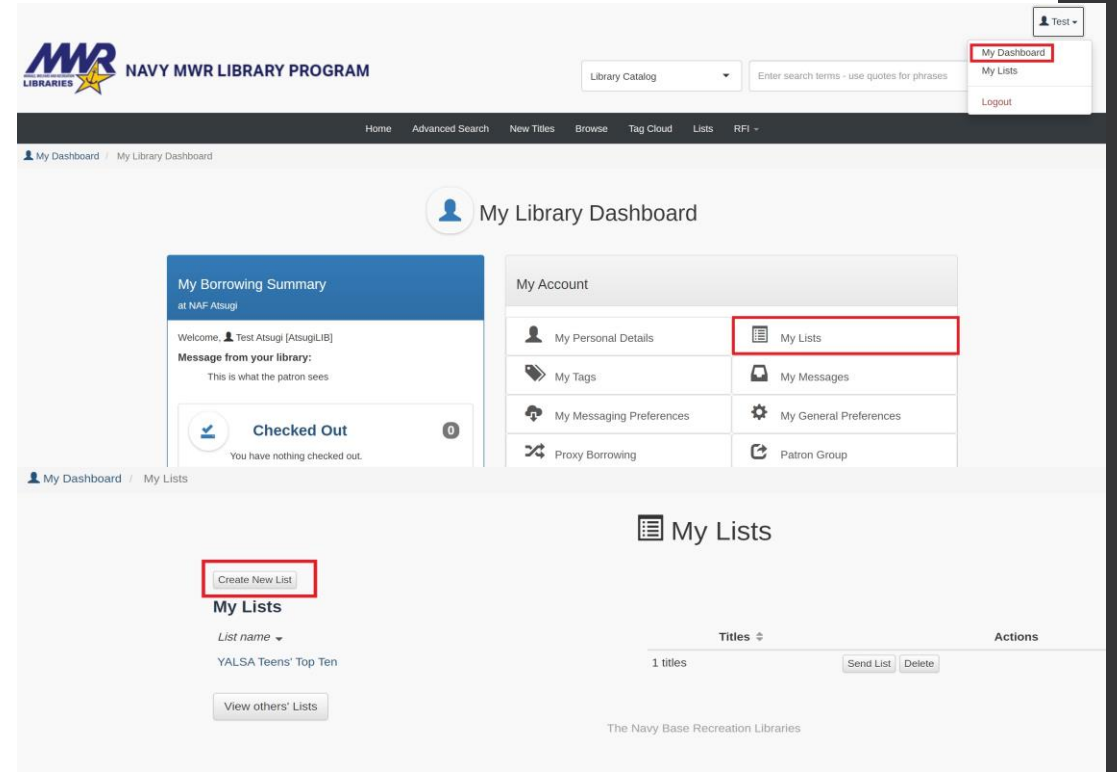 Test
My Dashboard
My Lists
Logout
MWR
LIBRARIES
NAVY MWR LIBRARY PROGRAM
Library Catalog
Enter search terms - use quotes for phrases
Home Advanced Search New Titles Browse Tag Cloud Lists RFI
My Dashboard / My Library Dashboard
My Library Dashboard
My Borrowing Summary
at NAF Atsugi
Welcome, Test Atsugi [AtsugiLIB]
Message from your library:
This is what the patron sees
Checked Out 0
You have nothing checked out.
My Account
My Personal Details My Lists
My Tags My Messages
My Messaging Preferences My General Preferences
Proxy Borrowing Patron Group
My Dashboard / My Lists
My Lists
Create New List
My Lists
List name Titles Actions
YALSA Teens' Top Ten 1 titles Send List Delete
View others' Lists
The Navy Base Recreation Libraries